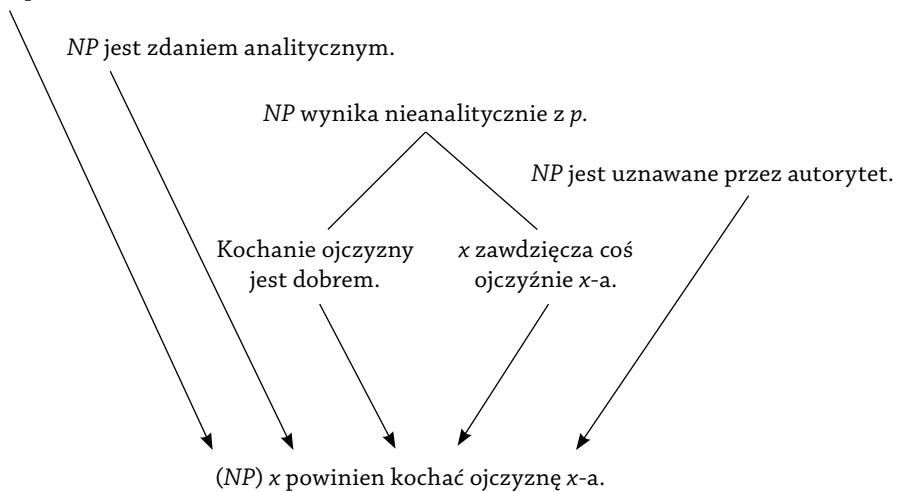 NP jest zdaniem analitycznym.
NP wynika nieanalitycznie z p.
NP jest uznawane przez autorytet.
Kochanie ojczyzny
jest dobrem.
x zawdzięcza coś
ojczyźnie x-a.
(NP) x powinien kochać ojczyznę x-a.